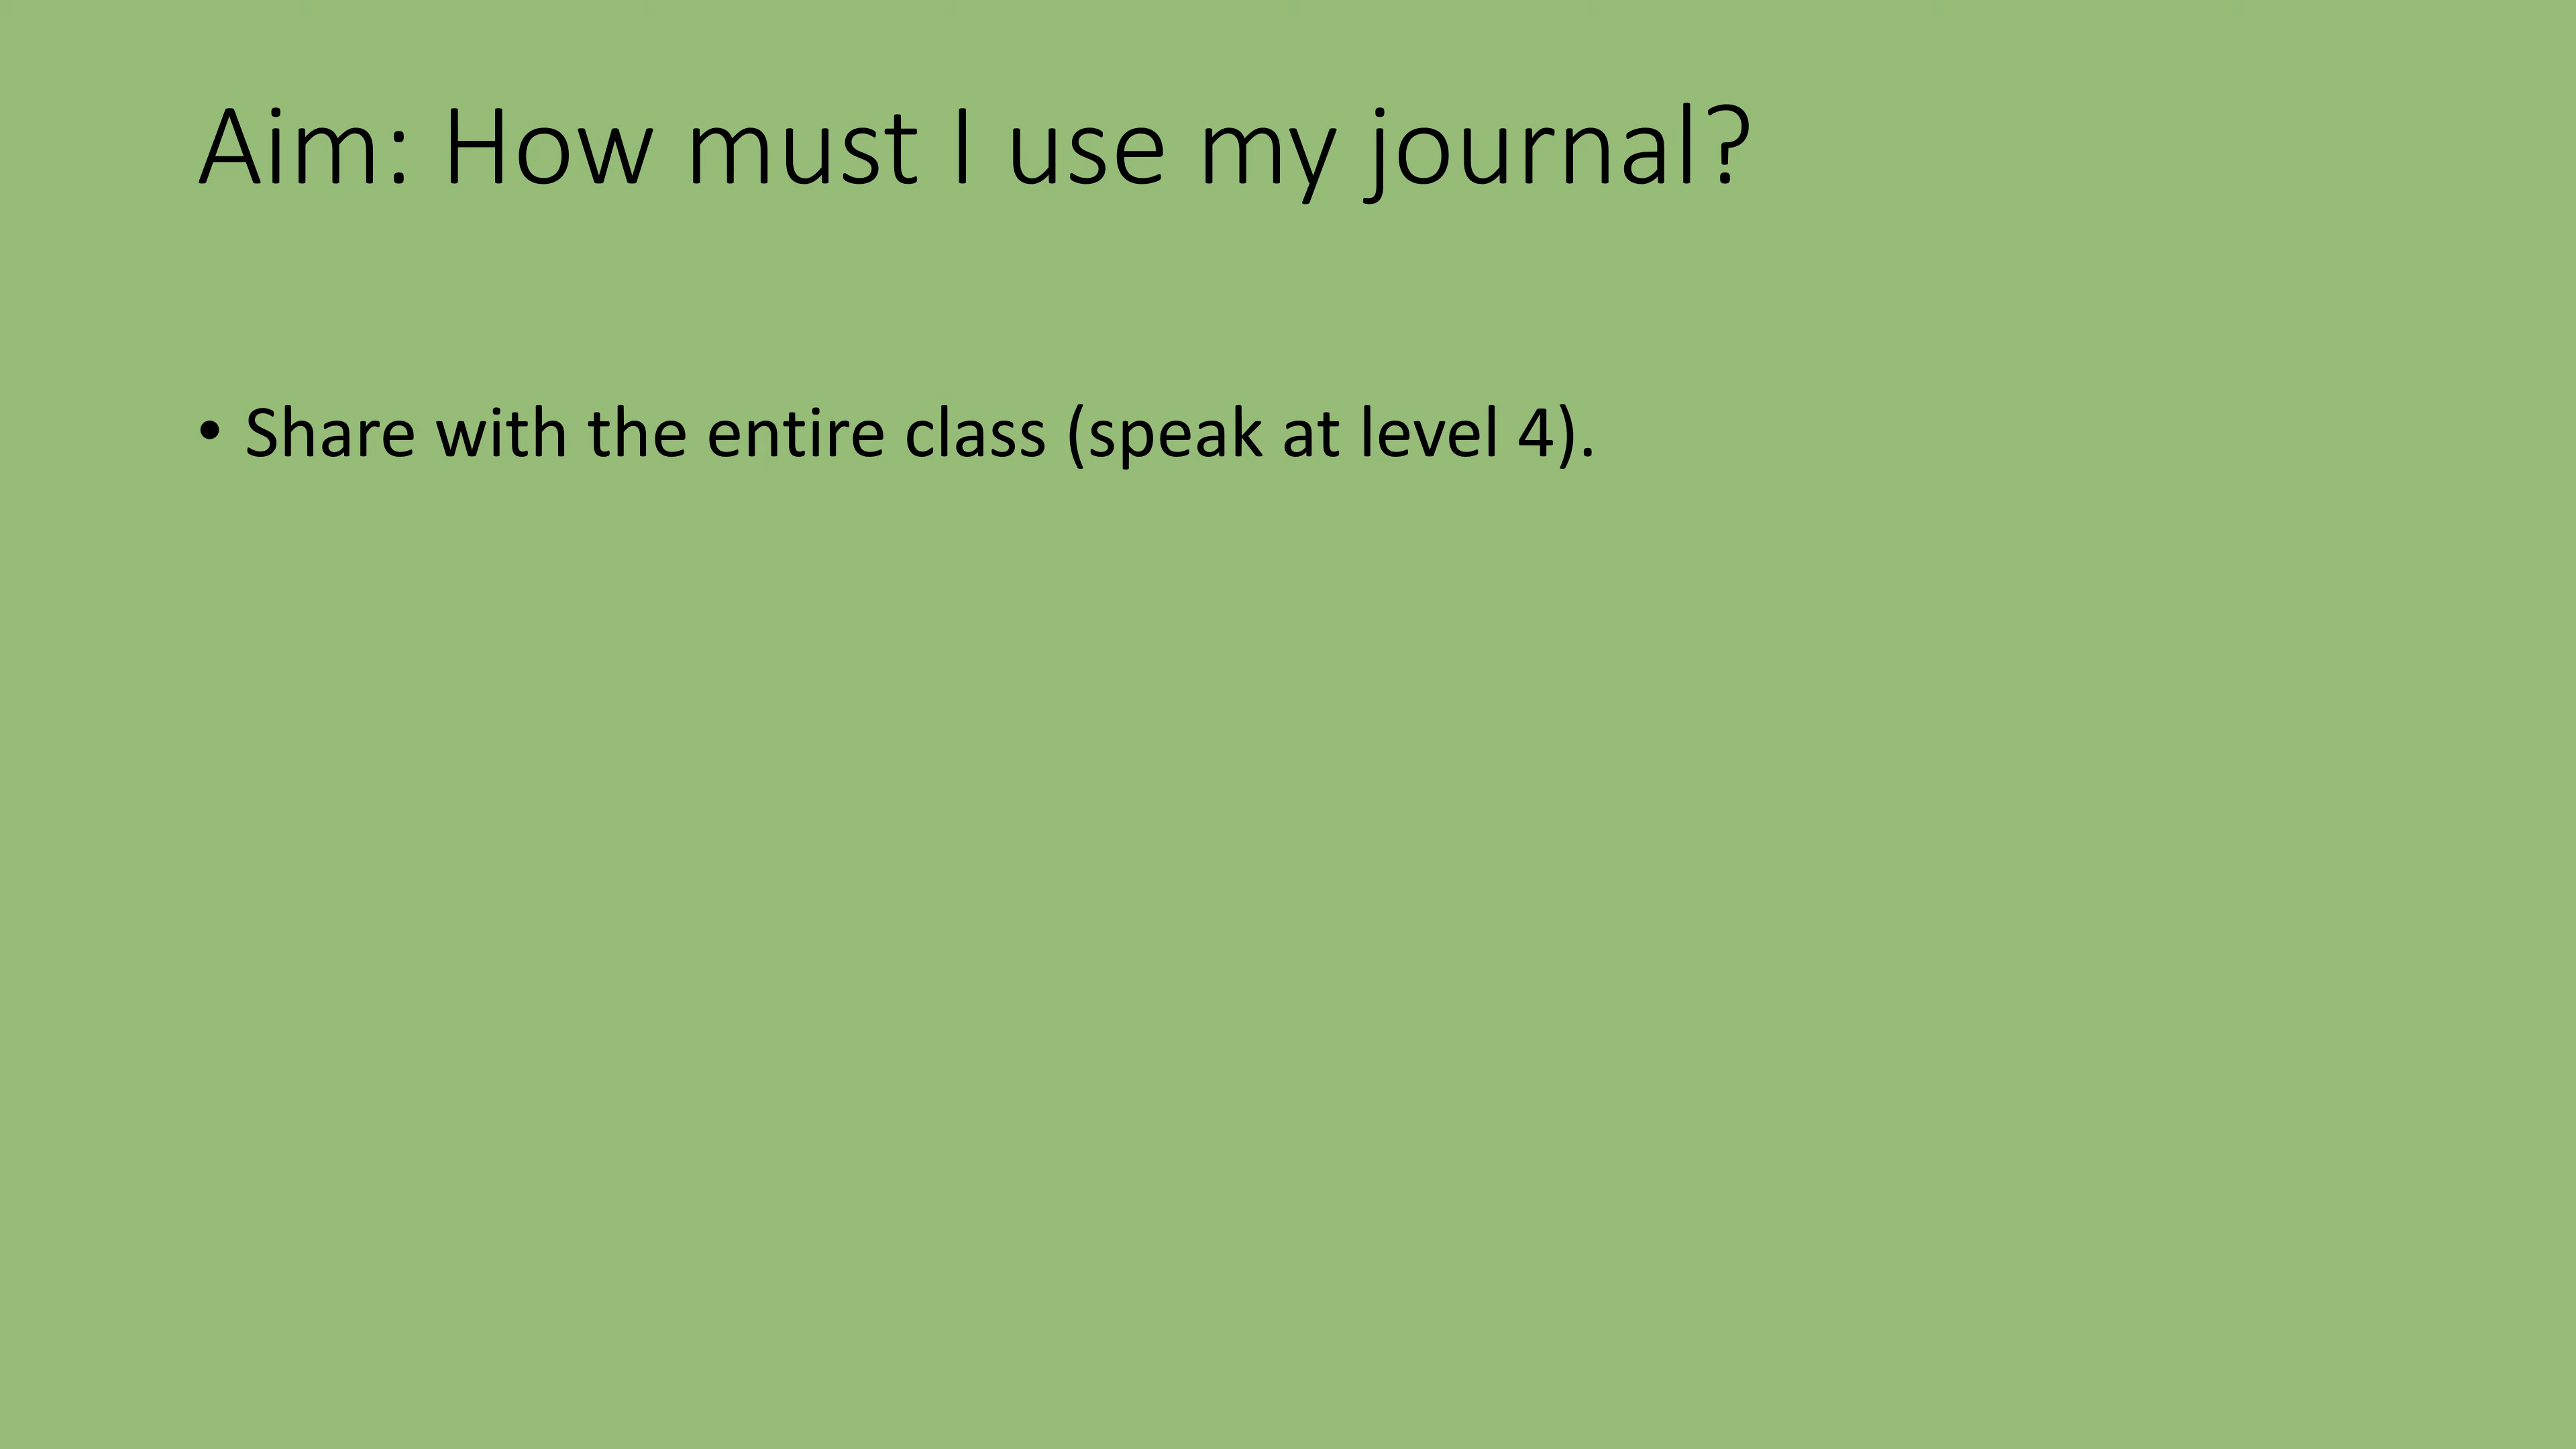 Aim: How must I use my journal?
• Share with the entire class (speak at level 4).